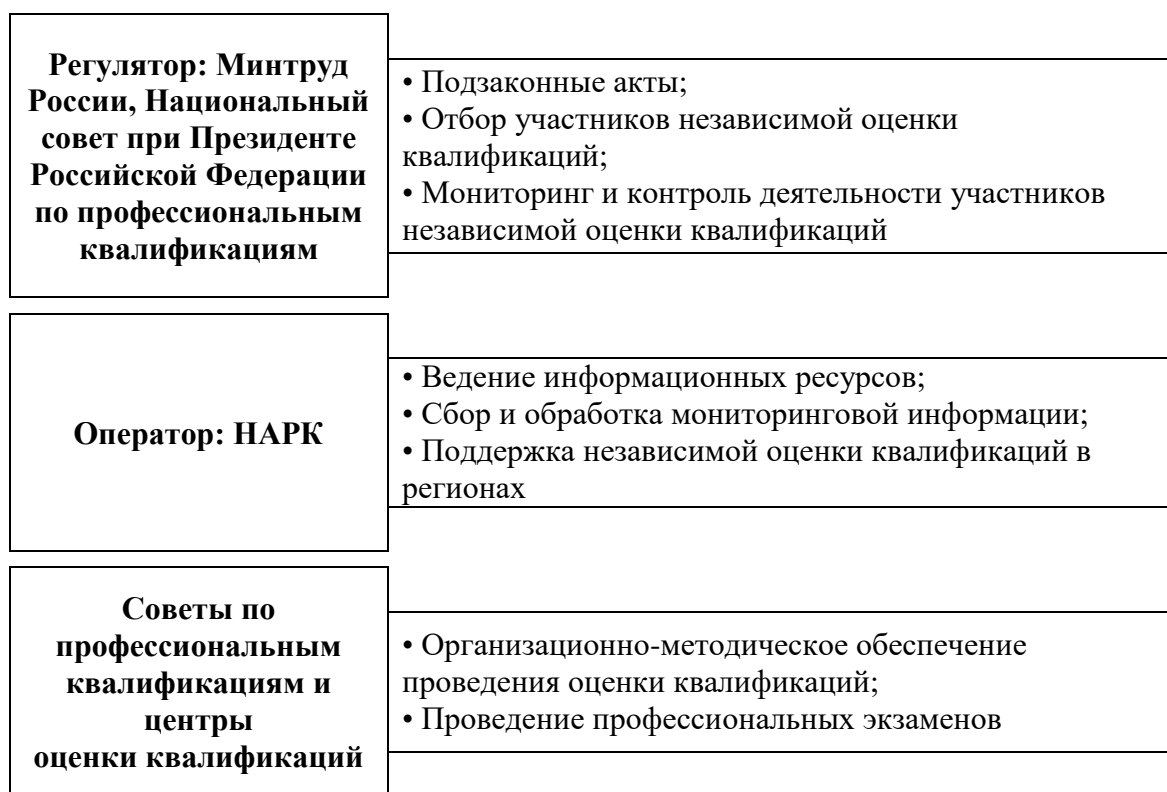 Регулятор: Минтруд
России, Национальный
совет при Президенте
Российской Федерации
по профессиональным
квалификациям
• Подзаконные акты;
• Отбор участников независимой оценки
квалификаций;
• Мониторинг и контроль деятельности участников
независимой оценки квалификаций
Оператор: НАРК
• Ведение информационных ресурсов;
• Сбор и обработка мониторинговой информации;
• Поддержка независимой оценки квалификаций в
регионах
Советы по
профессиональным
квалификациям и
центры
оценки квалификаций
• Организационно-методическое обеспечение
проведения оценки квалификаций;
• Проведение профессиональных экзаменов